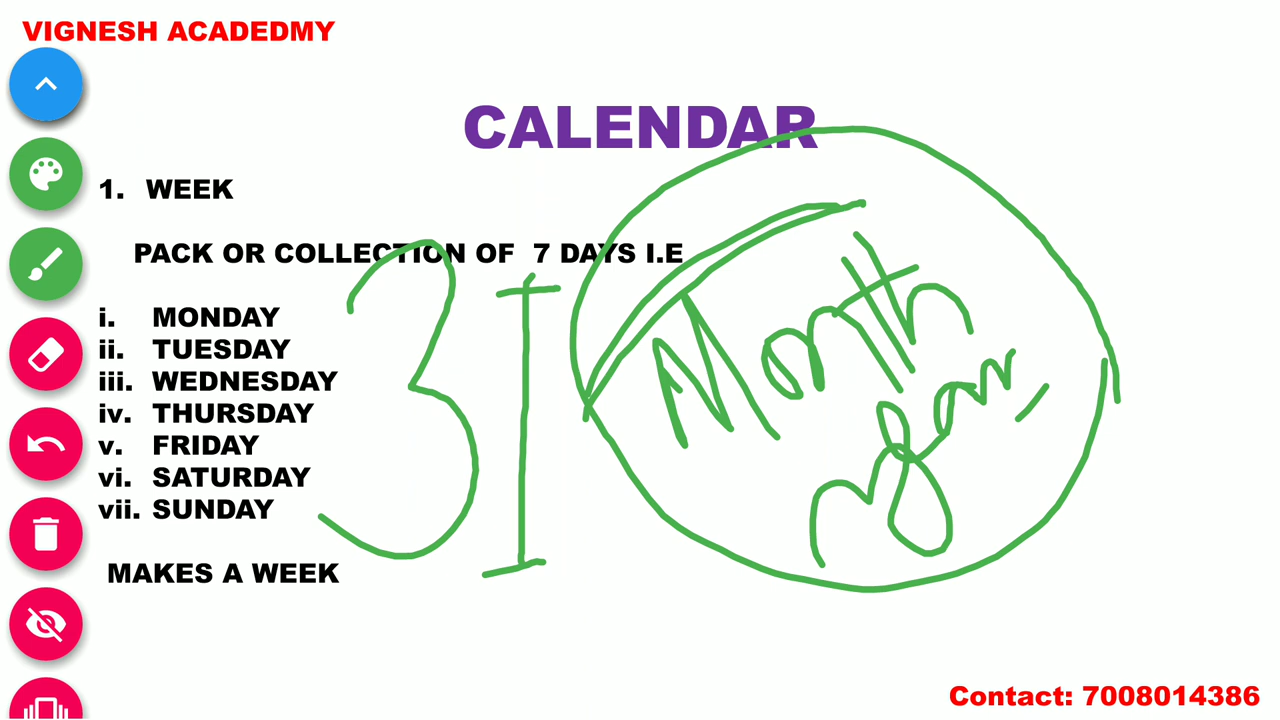 VIGNESH ACADEDMY
CALENDAR
1. WEEK
PACK OR COLLECTION OF 7 DAYS I.E
i. MONDAY
ii. TUESDAY
iii. WEDNESDAY
iv. THURSDAY
v. FRIDAY
vi. SATURDAY
vii. SUNDAY
MAKES A WEEK
31
Month
year
Contact: 7008014386